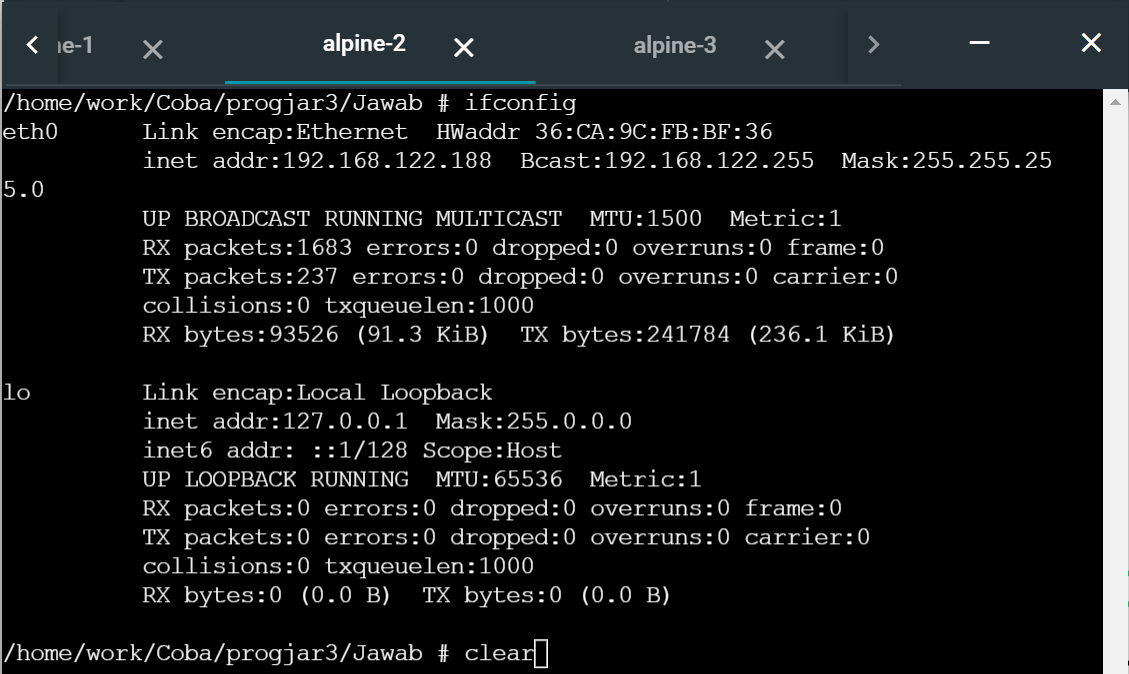 ne-1 alpine-2 alpine-3
/home/work/Coba/progjar3/Jawab # ifconfig
eth0      Link encap:Ethernet  HWaddr 36:CA:9C:FB:BF:36
          inet addr:192.168.122.188  Bcast:192.168.122.255  Mask:255.255.25
5.0
          UP BROADCAST RUNNING MULTICAST  MTU:1500  Metric:1
          RX packets:1683 errors:0 dropped:0 overruns:0 frame:0
          TX packets:237 errors:0 dropped:0 overruns:0 carrier:0
          collisions:0 txqueuelen:1000
          RX bytes:93526 (91.3 KiB)  TX bytes:241784 (236.1 KiB)

lo        Link encap:Local Loopback
          inet addr:127.0.0.1  Mask:255.0.0.0
          inet6 addr: ::1/128 Scope:Host
          UP LOOPBACK RUNNING  MTU:65536  Metric:1
          RX packets:0 errors:0 dropped:0 overruns:0 frame:0
          TX packets:0 errors:0 dropped:0 overruns:0 carrier:0
          collisions:0 txqueuelen:1000
          RX bytes:0 (0.0 B)  TX bytes:0 (0.0 B)

/home/work/Coba/progjar3/Jawab # clear